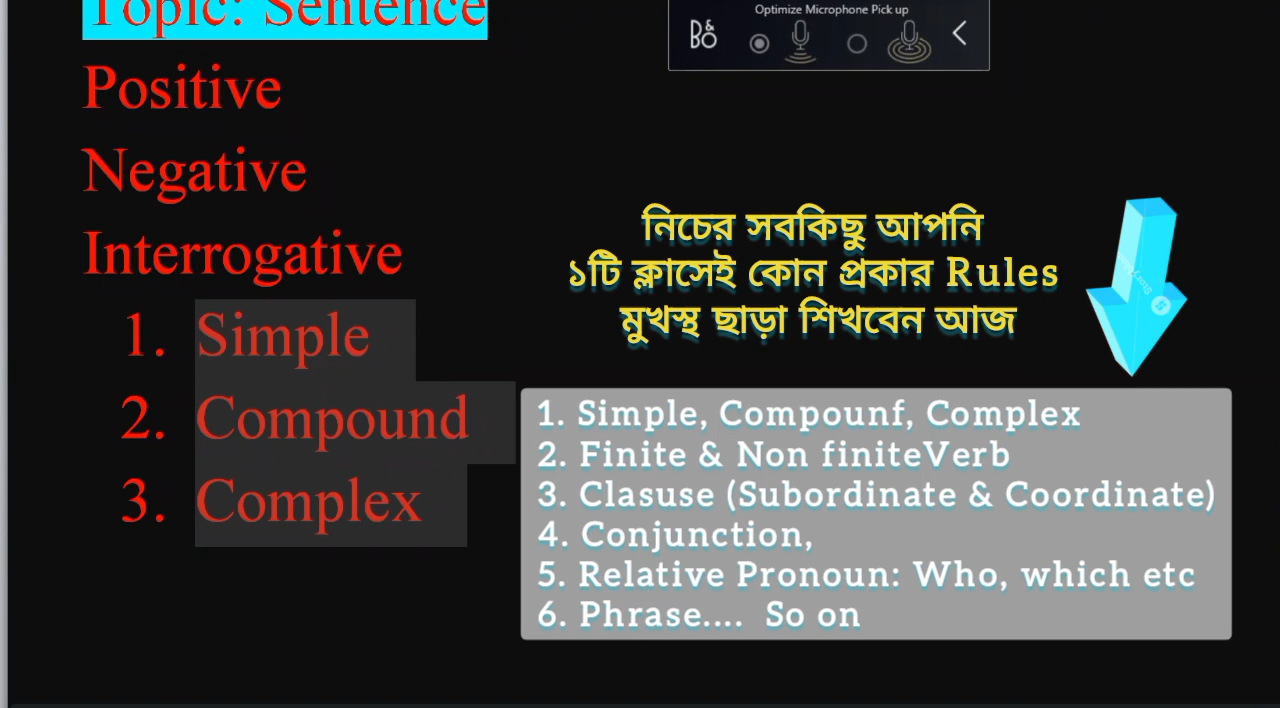 Topic: Sentence
Positive
Negative
Interrogative
1. Simple
2. Compound
3. Complex
Optimize Microphone Pick up
B&O
নিচের সবকিছু আপনি
১টি ক্লাসেই কোন প্রকার Rules
মুখস্থ ছাড়া শিখবেন আজ
1. Simple, Compounf, Complex
2. Finite & Non finiteVerb
3. Clasuse (Subordinate & Coordinate)
4. Conjunction,
5. Relative Pronoun: Who, which etc
6. Phrase.... So on